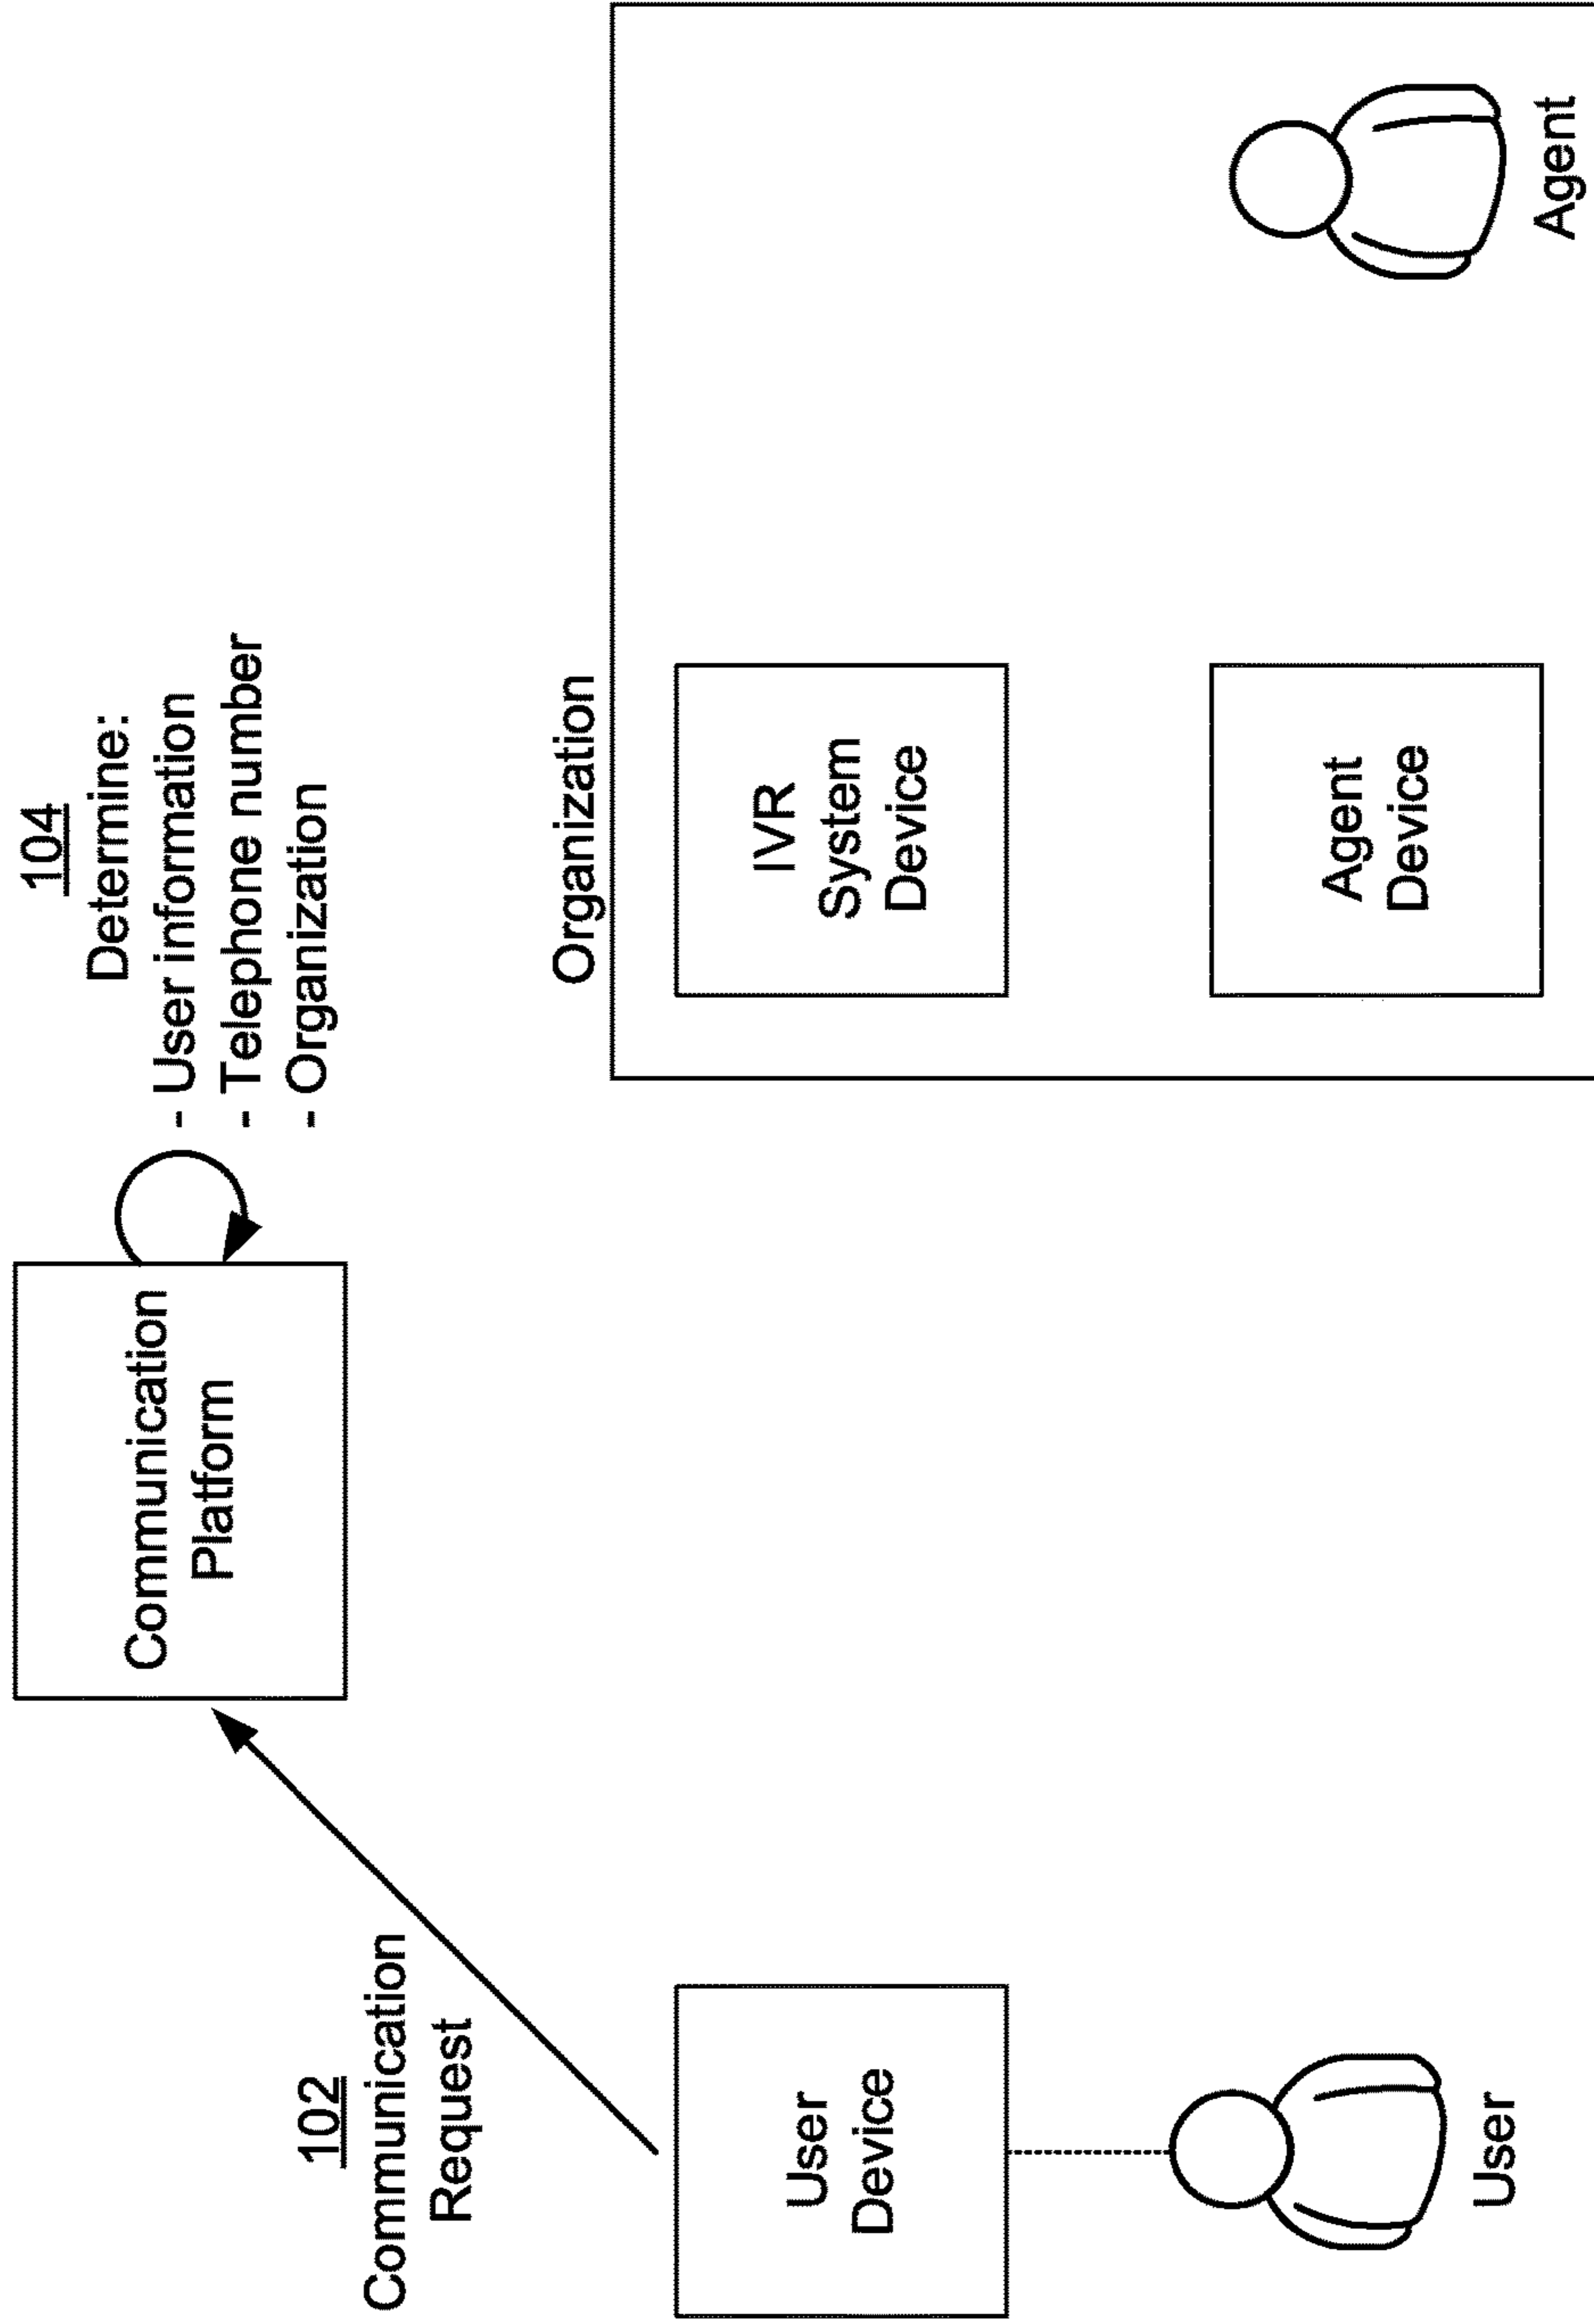 104
Determine:
- User information
- Telephone number
- Organization
Communication
Platform
102
Communication
Request
Organization
User
Device
IVR
System
Device
Agent
Device
User
Agent